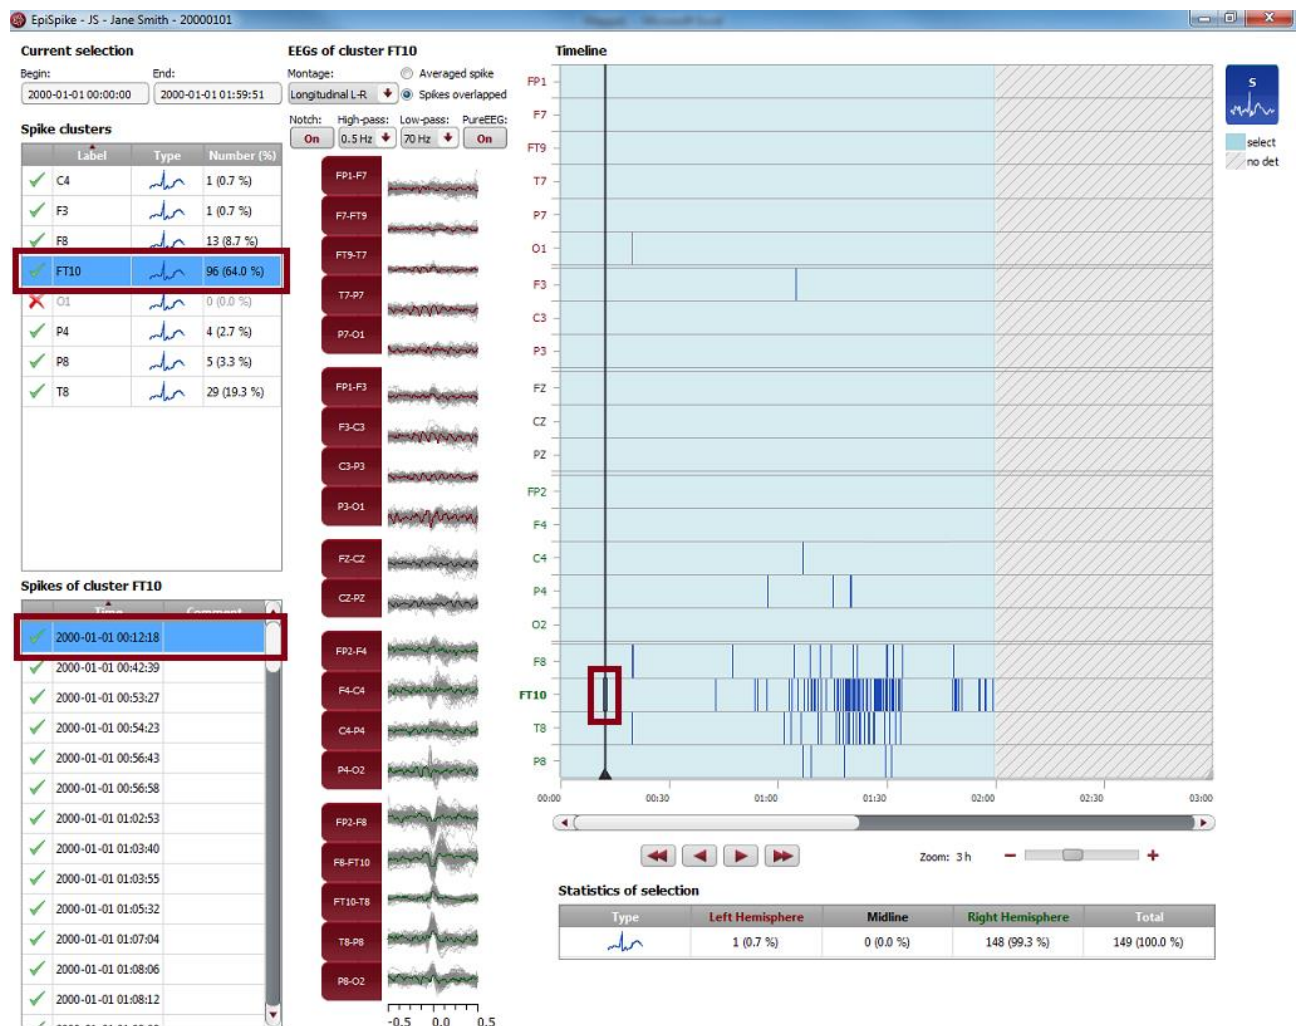 EpiSpike - JS - Jane Smith - 20000101
Current selection
Begin:
End:
2000-01-01 00:00:00
2000-01-01 01:59:51
Spike clusters
Label Type Number (%)
C4 1 (0.7 %)
F3 1 (0.7 %)
F8 13 (8.7 %)
FT10 96 (64.0 %)
O1 0 (0.0 %)
P4 4 (2.7 %)
P8 5 (3.3 %)
T8 29 (19.3 %)
Spikes of cluster FT10
Time Comment
2000-01-01 00:12:18
2000-01-01 00:42:39
2000-01-01 00:53:27
2000-01-01 00:54:23
2000-01-01 00:56:43
2000-01-01 00:56:58
2000-01-01 01:02:53
2000-01-01 01:03:40
2000-01-01 01:03:55
2000-01-01 01:05:32
2000-01-01 01:07:04
2000-01-01 01:08:06
2000-01-01 01:08:12
EEGs of cluster FT10
Montage:
Averaged spike
Longitudinal L-R
Spikes overlapped
Notch: High-pass: Low-pass: PureEEG:
On 0.5 Hz 70 Hz On
FP1-F7
F7-FT9
FT9-T7
T7-P7
P7-O1
FP1-F3
F3-C3
C3-P3
P3-O1
FZ-CZ
CZ-PZ
FP2-F4
F4-C4
C4-P4
P4-O2
FP2-F8
F8-FT10
FT10-T8
T8-P8
P8-O2
-0.5 0.0 0.5
Timeline
FP1
F7
FT9
T7
P7
O1
F3
C3
P3
FZ
CZ
PZ
FP2
F4
C4
P4
O2
F8
FT10
T8
P8
00:00 00:30 01:00 01:30 02:00 02:30 03:00
Zoom: 3 h
Statistics of selection
Type Left Hemisphere Midline Right Hemisphere Total
1 (0.7 %) 0 (0.0 %) 148 (99.3 %) 149 (100.0 %)
S
select
no det